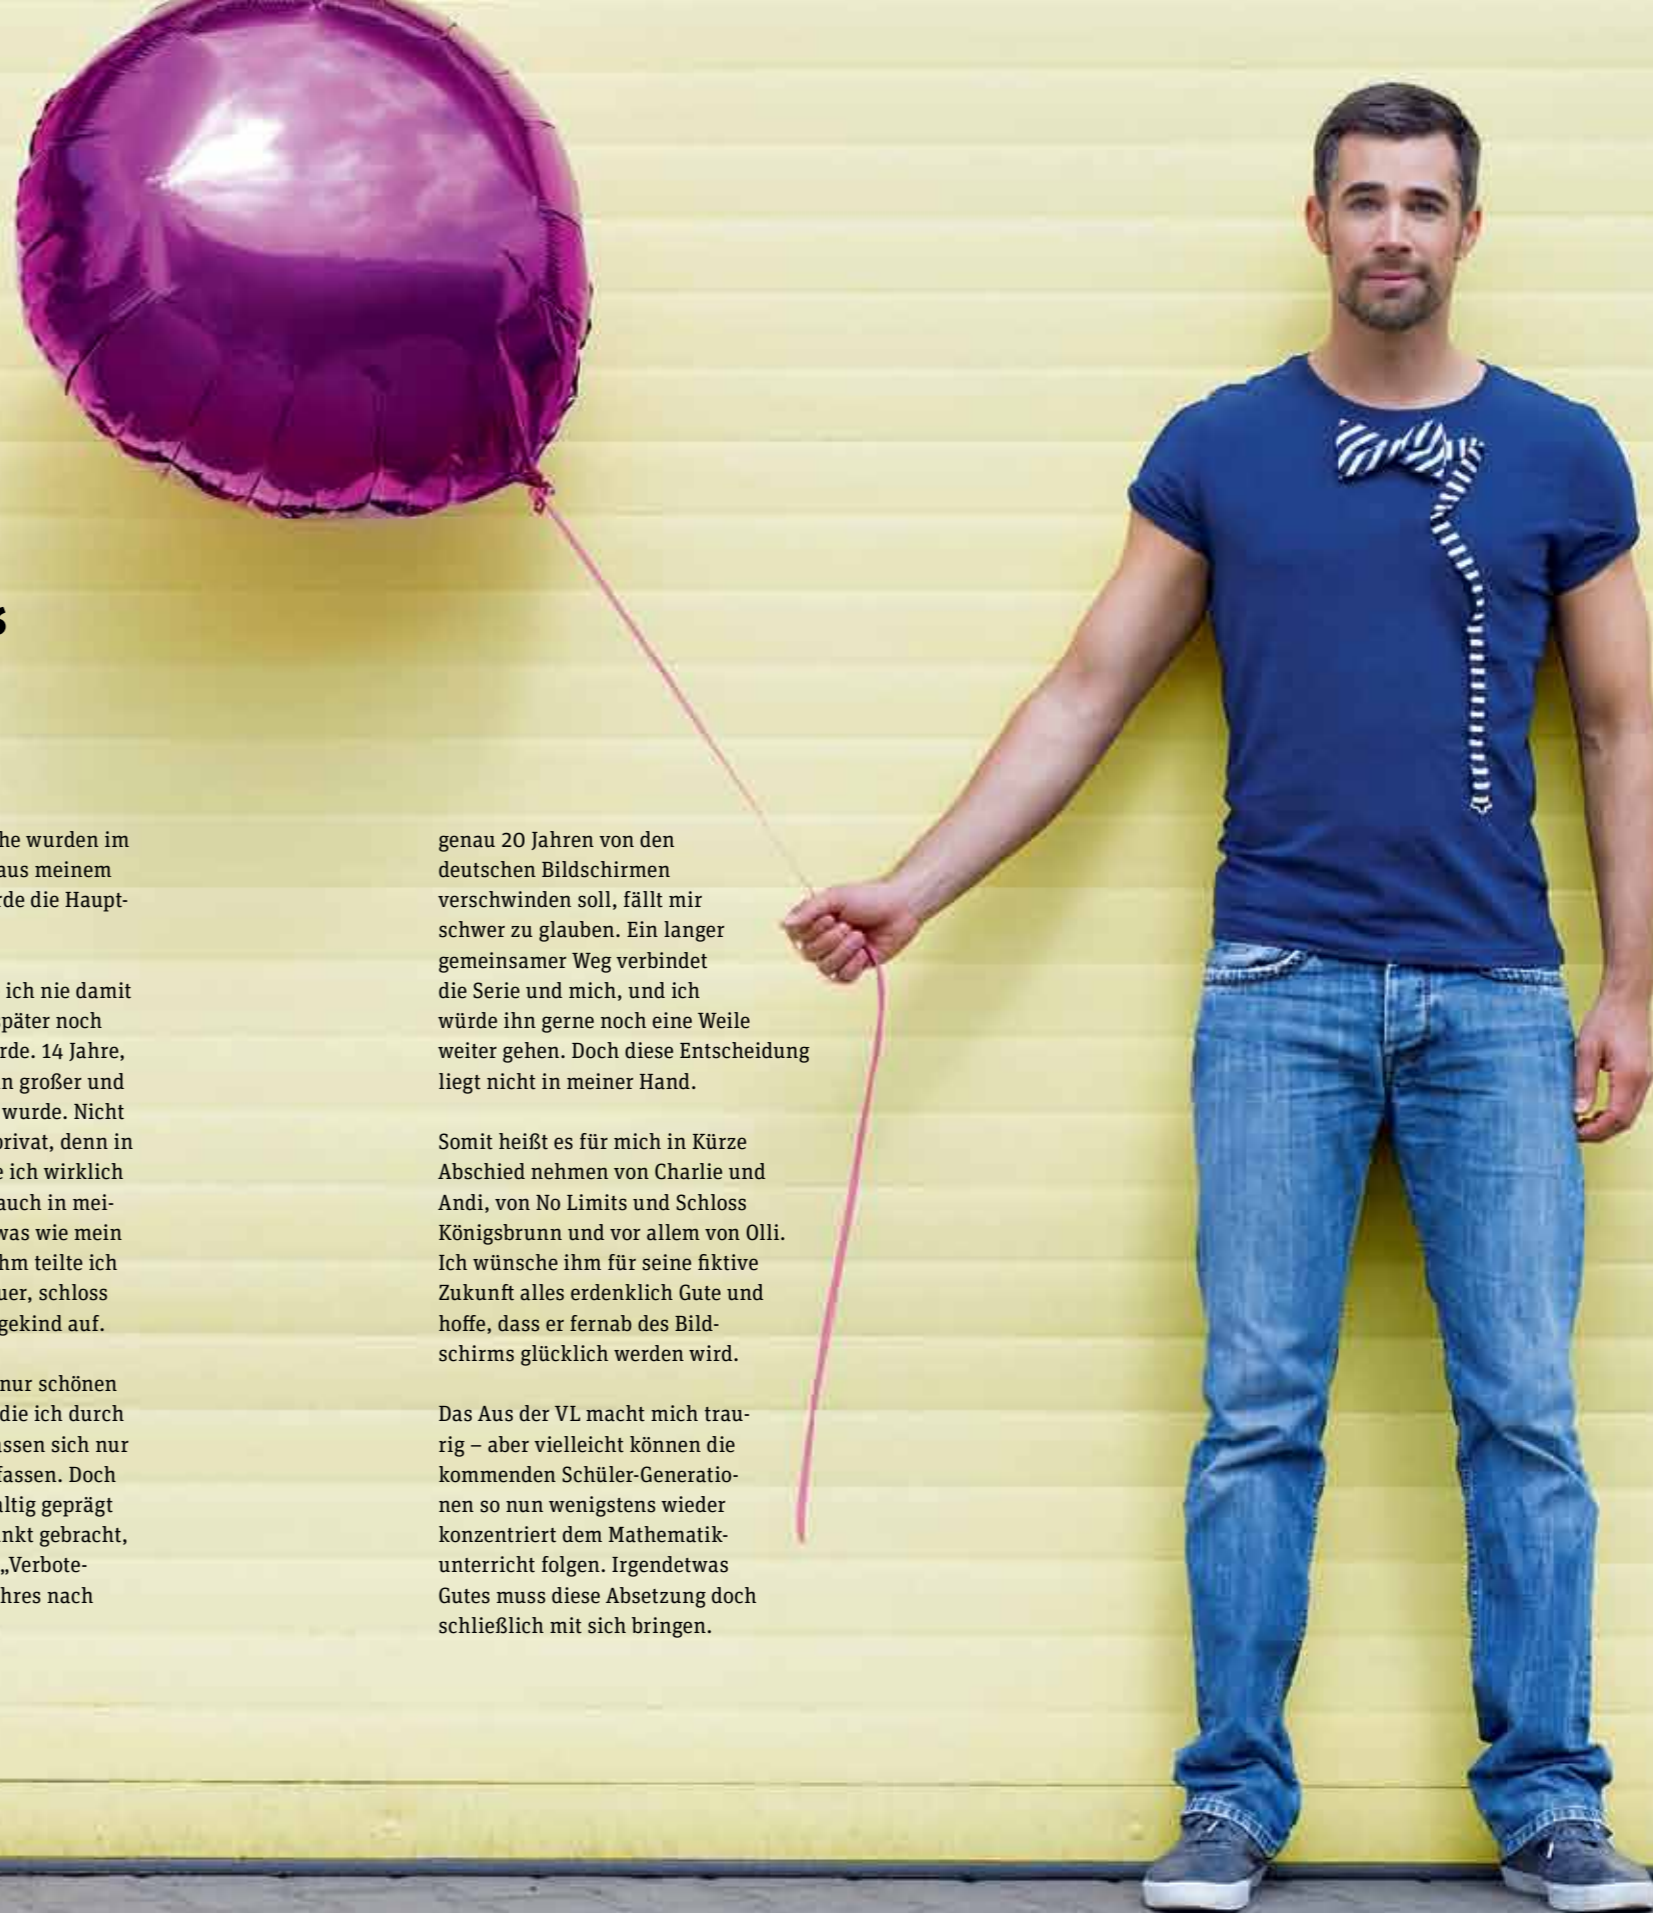 he wurden im
aus meinem
rde die Haupt-
ich nie damit
später noch
rde. 14 Jahre,
in großer und
wurde. Nicht
privat, denn in
e ich wirklich
auch in mei-
was wie mein
hm teilte ich
uer, schloss
gekind auf.
nur schönen
die ich durch
ssen sich nur
fassen. Doch
altig geprägt
nkt gebracht,
„Verbote-
hres nach
genau 20 Jahren von den
deutschen Bildschirmen
verschwinden soll, fällt mir
schwer zu glauben. Ein langer
gemeinsamer Weg verbindet
die Serie und mich, und ich
würde ihn gerne noch eine Weile
weiter gehen. Doch diese Entscheidung
liegt nicht in meiner Hand.
Somit heißt es für mich in Kürze
Abschied nehmen von Charlie und
Andi, von No Limits und Schloss
Königsbrunn und vor allem von Olli.
Ich wünsche ihm für seine fiktive
Zukunft alles erdenklich Gute und
hoffe, dass er fernab des Bild-
schirms glücklich werden wird.
Das Aus der VL macht mich trau-
rig – aber vielleicht können die
kommenden Schüler-Generatio-
nen so nun wenigstens wieder
konzentriert dem Mathematik-
unterricht folgen. Irgendetwas
Gutes muss diese Absetzung doch
schließlich mit sich bringen.